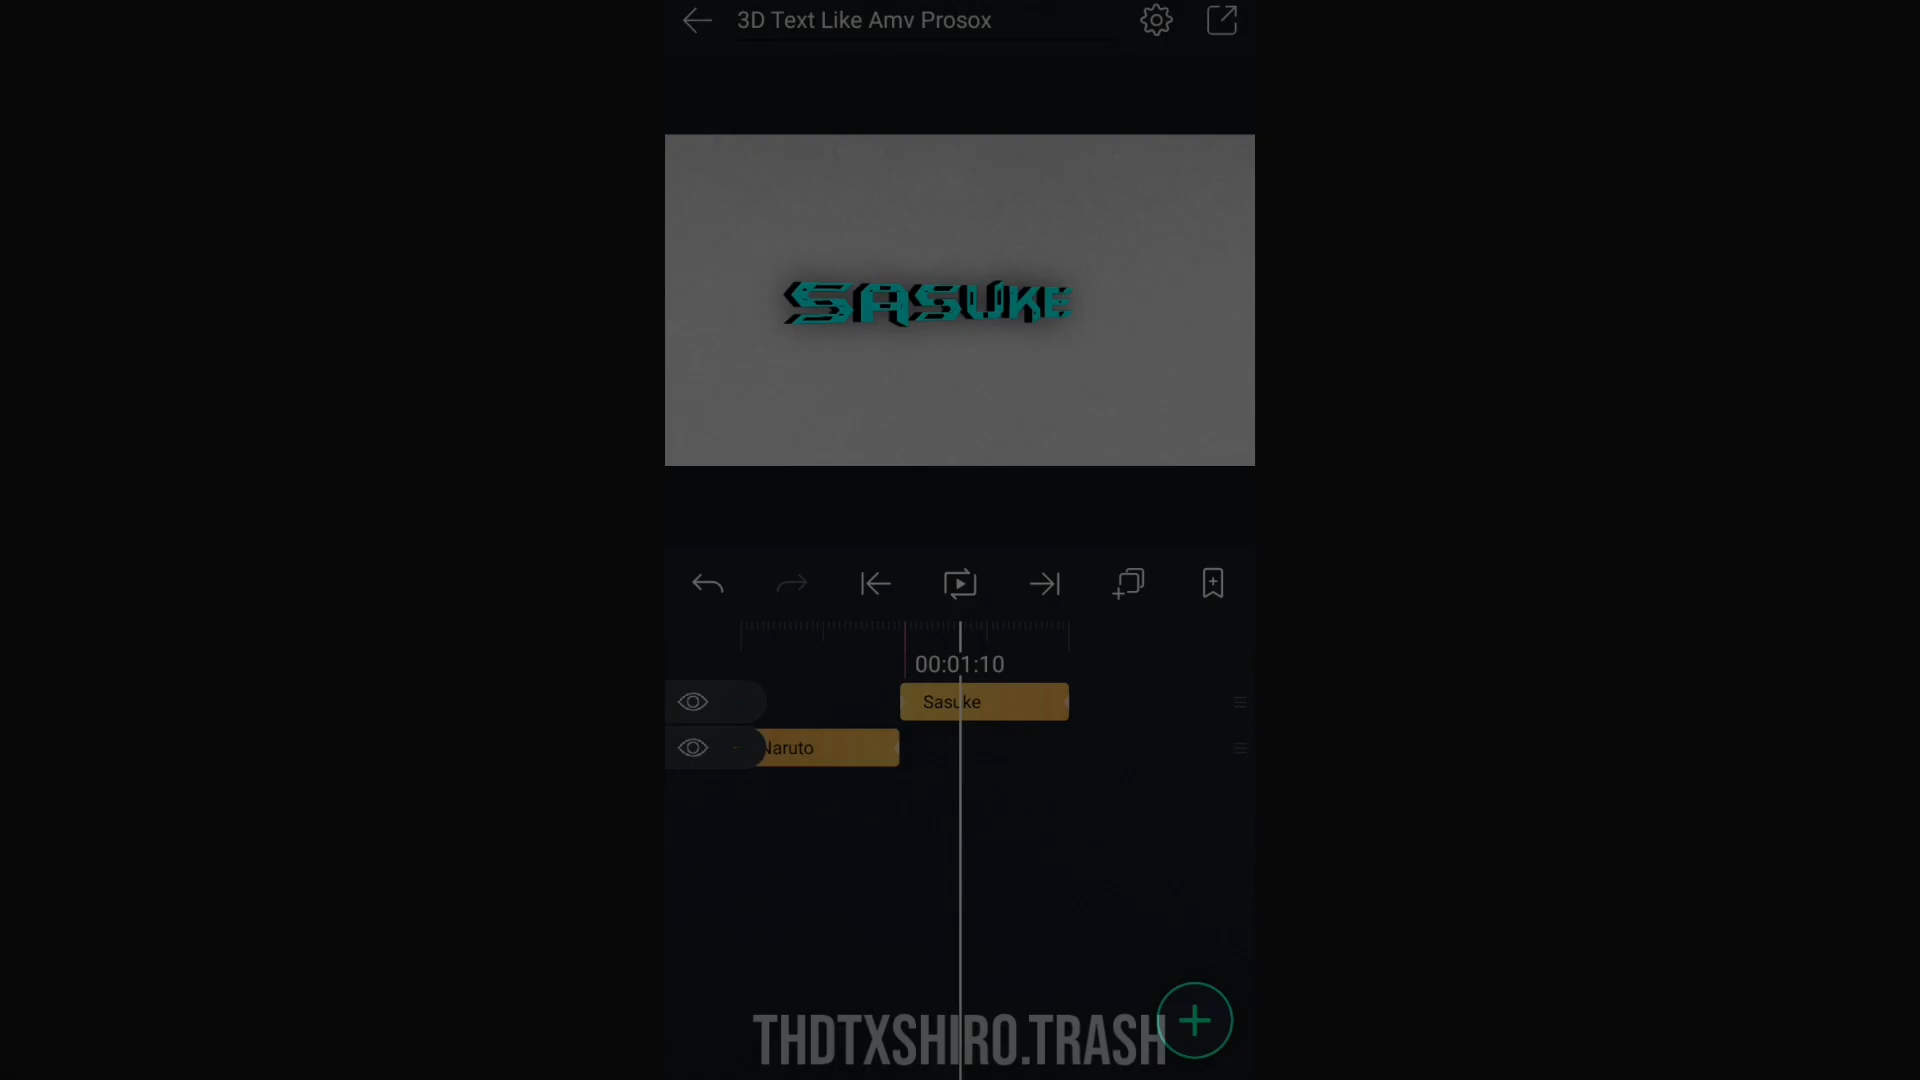 3D Text Like Amv Prosox
SASUKE
00:01:10
Sasuke
Naruto
THDTXSHIRO.TRASH